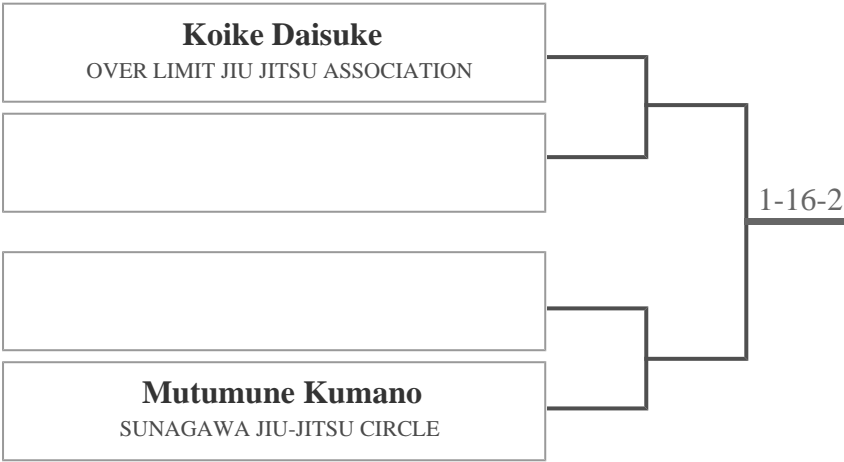 Koike Daisuke
OVER LIMIT JIU JITSU ASSOCIATION
1-16-2
Mutumune Kumano
SUNAGAWA JIU-JITSU CIRCLE